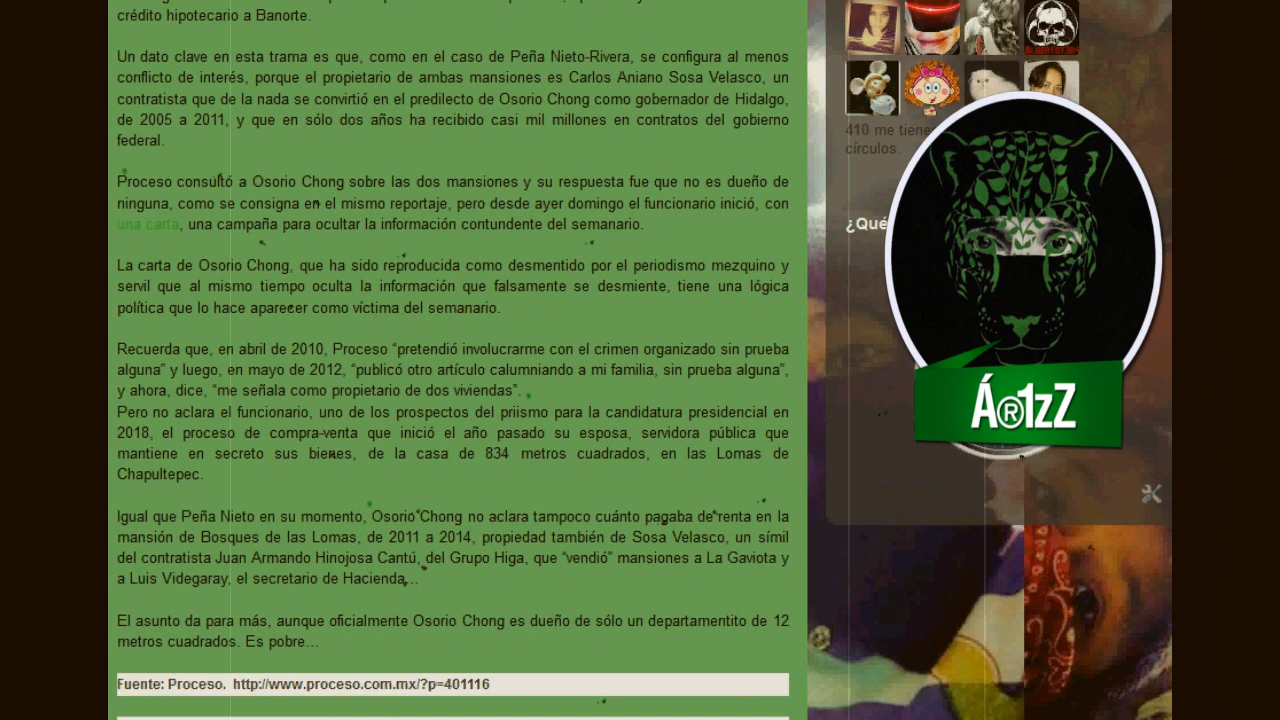 crédito hipotecario a Banorte.
Un dato clave en esta trama es que, como en el caso de Peña Nieto-Rivera, se configura al menos
conflicto de interés, porque el propietario de ambas mansiones es Carlos Aniano Sosa Velasco, un
contratista que de la nada se convirtió en el predilecto de Osorio Chong como gobernador de Hidalgo,
de 2005 a 2011, y que en sólo dos años ha recibido casi mil millones en contratos del gobierno
federal.
Proceso consultó a Osorio Chong sobre las dos mansiones y su respuesta fue que no es dueño de
ninguna, como se consigna en el mismo reportaje, pero desde ayer domingo el funcionario inició, con
una carta, una campaña para ocultar la información contundente del semanario.
La carta de Osorio Chong, que ha sido reproducida como desmentido por el periodismo mezquino y
servil que al mismo tiempo oculta la información que falsamente se desmiente, tiene una lógica
política que lo hace aparecer como víctima del semanario.
Recuerda que, en abril de 2010, Proceso “pretendió involucrarme con el crimen organizado sin prueba
alguna” y luego, en mayo de 2012, “publicó otro artículo calumniando a mi familia, sin prueba alguna”,
y ahora, dice, “me señala como propietario de dos viviendas”.
Pero no aclara el funcionario, uno de los prospectos del priismo para la candidatura presidencial en
2018, el proceso de compra-venta que inició el año pasado su esposa, servidora pública que
mantiene en secreto sus bienes, de la casa de 834 metros cuadrados, en las Lomas de
Chapultepec.
Igual que Peña Nieto en su momento, Osorio Chong no aclara tampoco cuánto pagaba de renta en la
mansión de Bosques de las Lomas, de 2011 a 2014, propiedad también de Sosa Velasco, un símil
del contratista Juan Armando Hinojosa Cantú, del Grupo Higa, que “vendió” mansiones a La Gaviota y
a Luis Videgaray, el secretario de Hacienda…
El asunto da para más, aunque oficialmente Osorio Chong es dueño de sólo un departamentito de 12
metros cuadrados. Es pobre…
Fuente: Proceso. http://www.proceso.com.mx/?p=401116
410 me tiene
círculos.
¿Qué
Á®1zZ